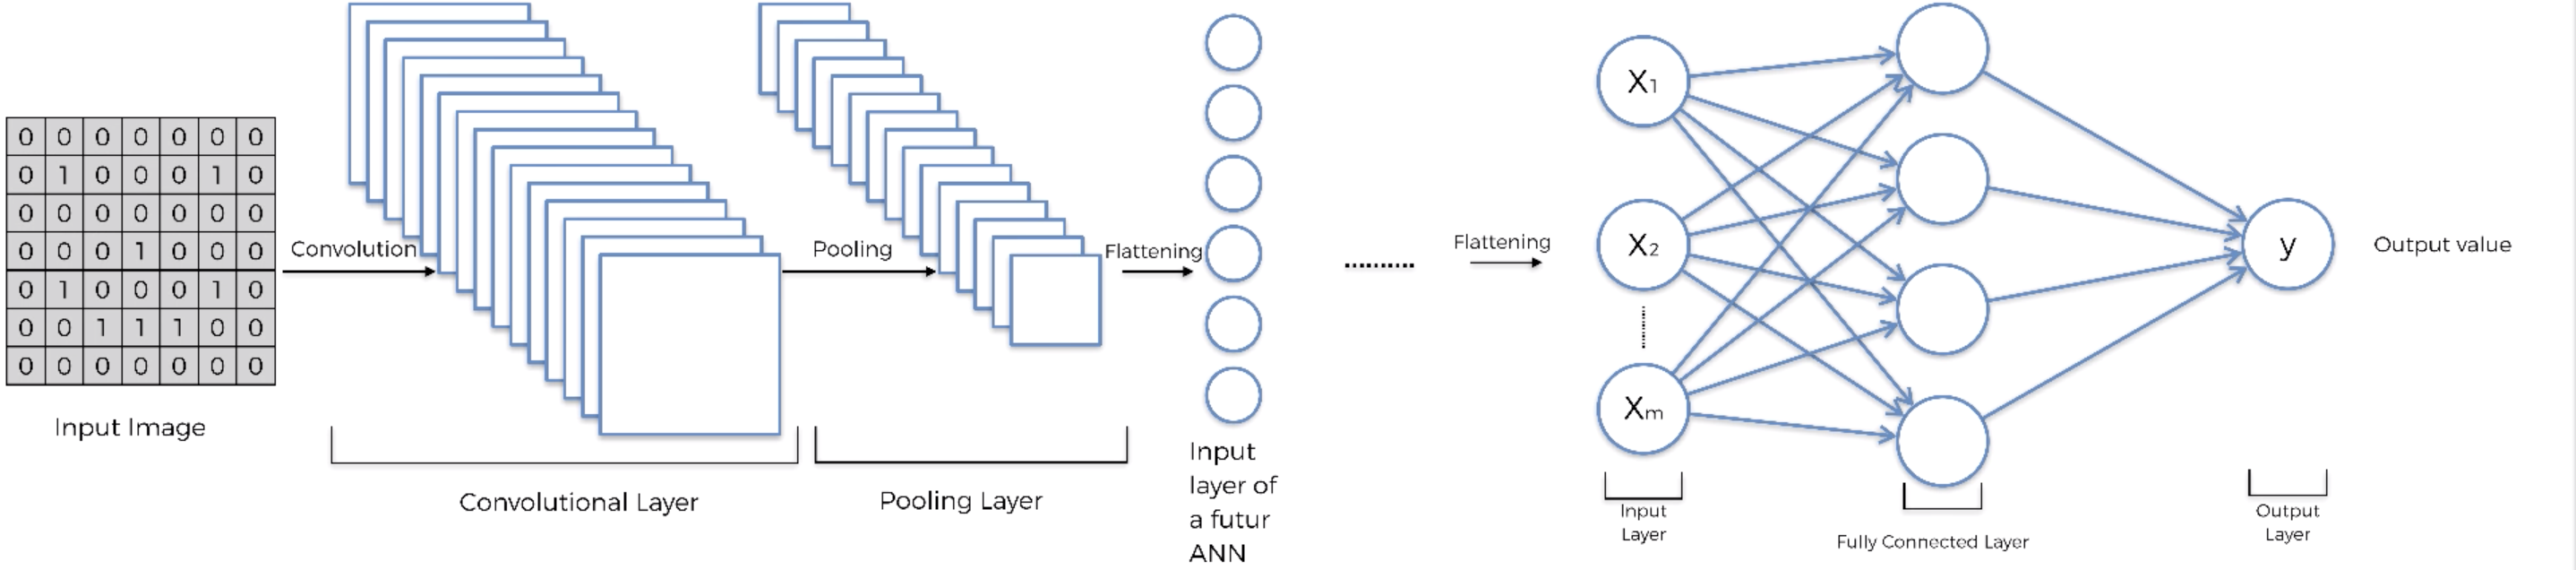 0 0 0 0 0 0 0
0 1 0 0 0 1 0
0 0 0 0 0 0 0
0 0 0 1 0 0 0
0 1 0 0 0 1 0
0 0 1 1 1 0 0
0 0 0 0 0 0 0
Input Image
Convolution
Convolutional Layer
Pooling
Pooling Layer
Flattening
Input
layer of
a futur
ANN
..........
Flattening
X1
X2
Xm
Input
Layer
Fully Connected Layer
y
Output
Layer
Output value